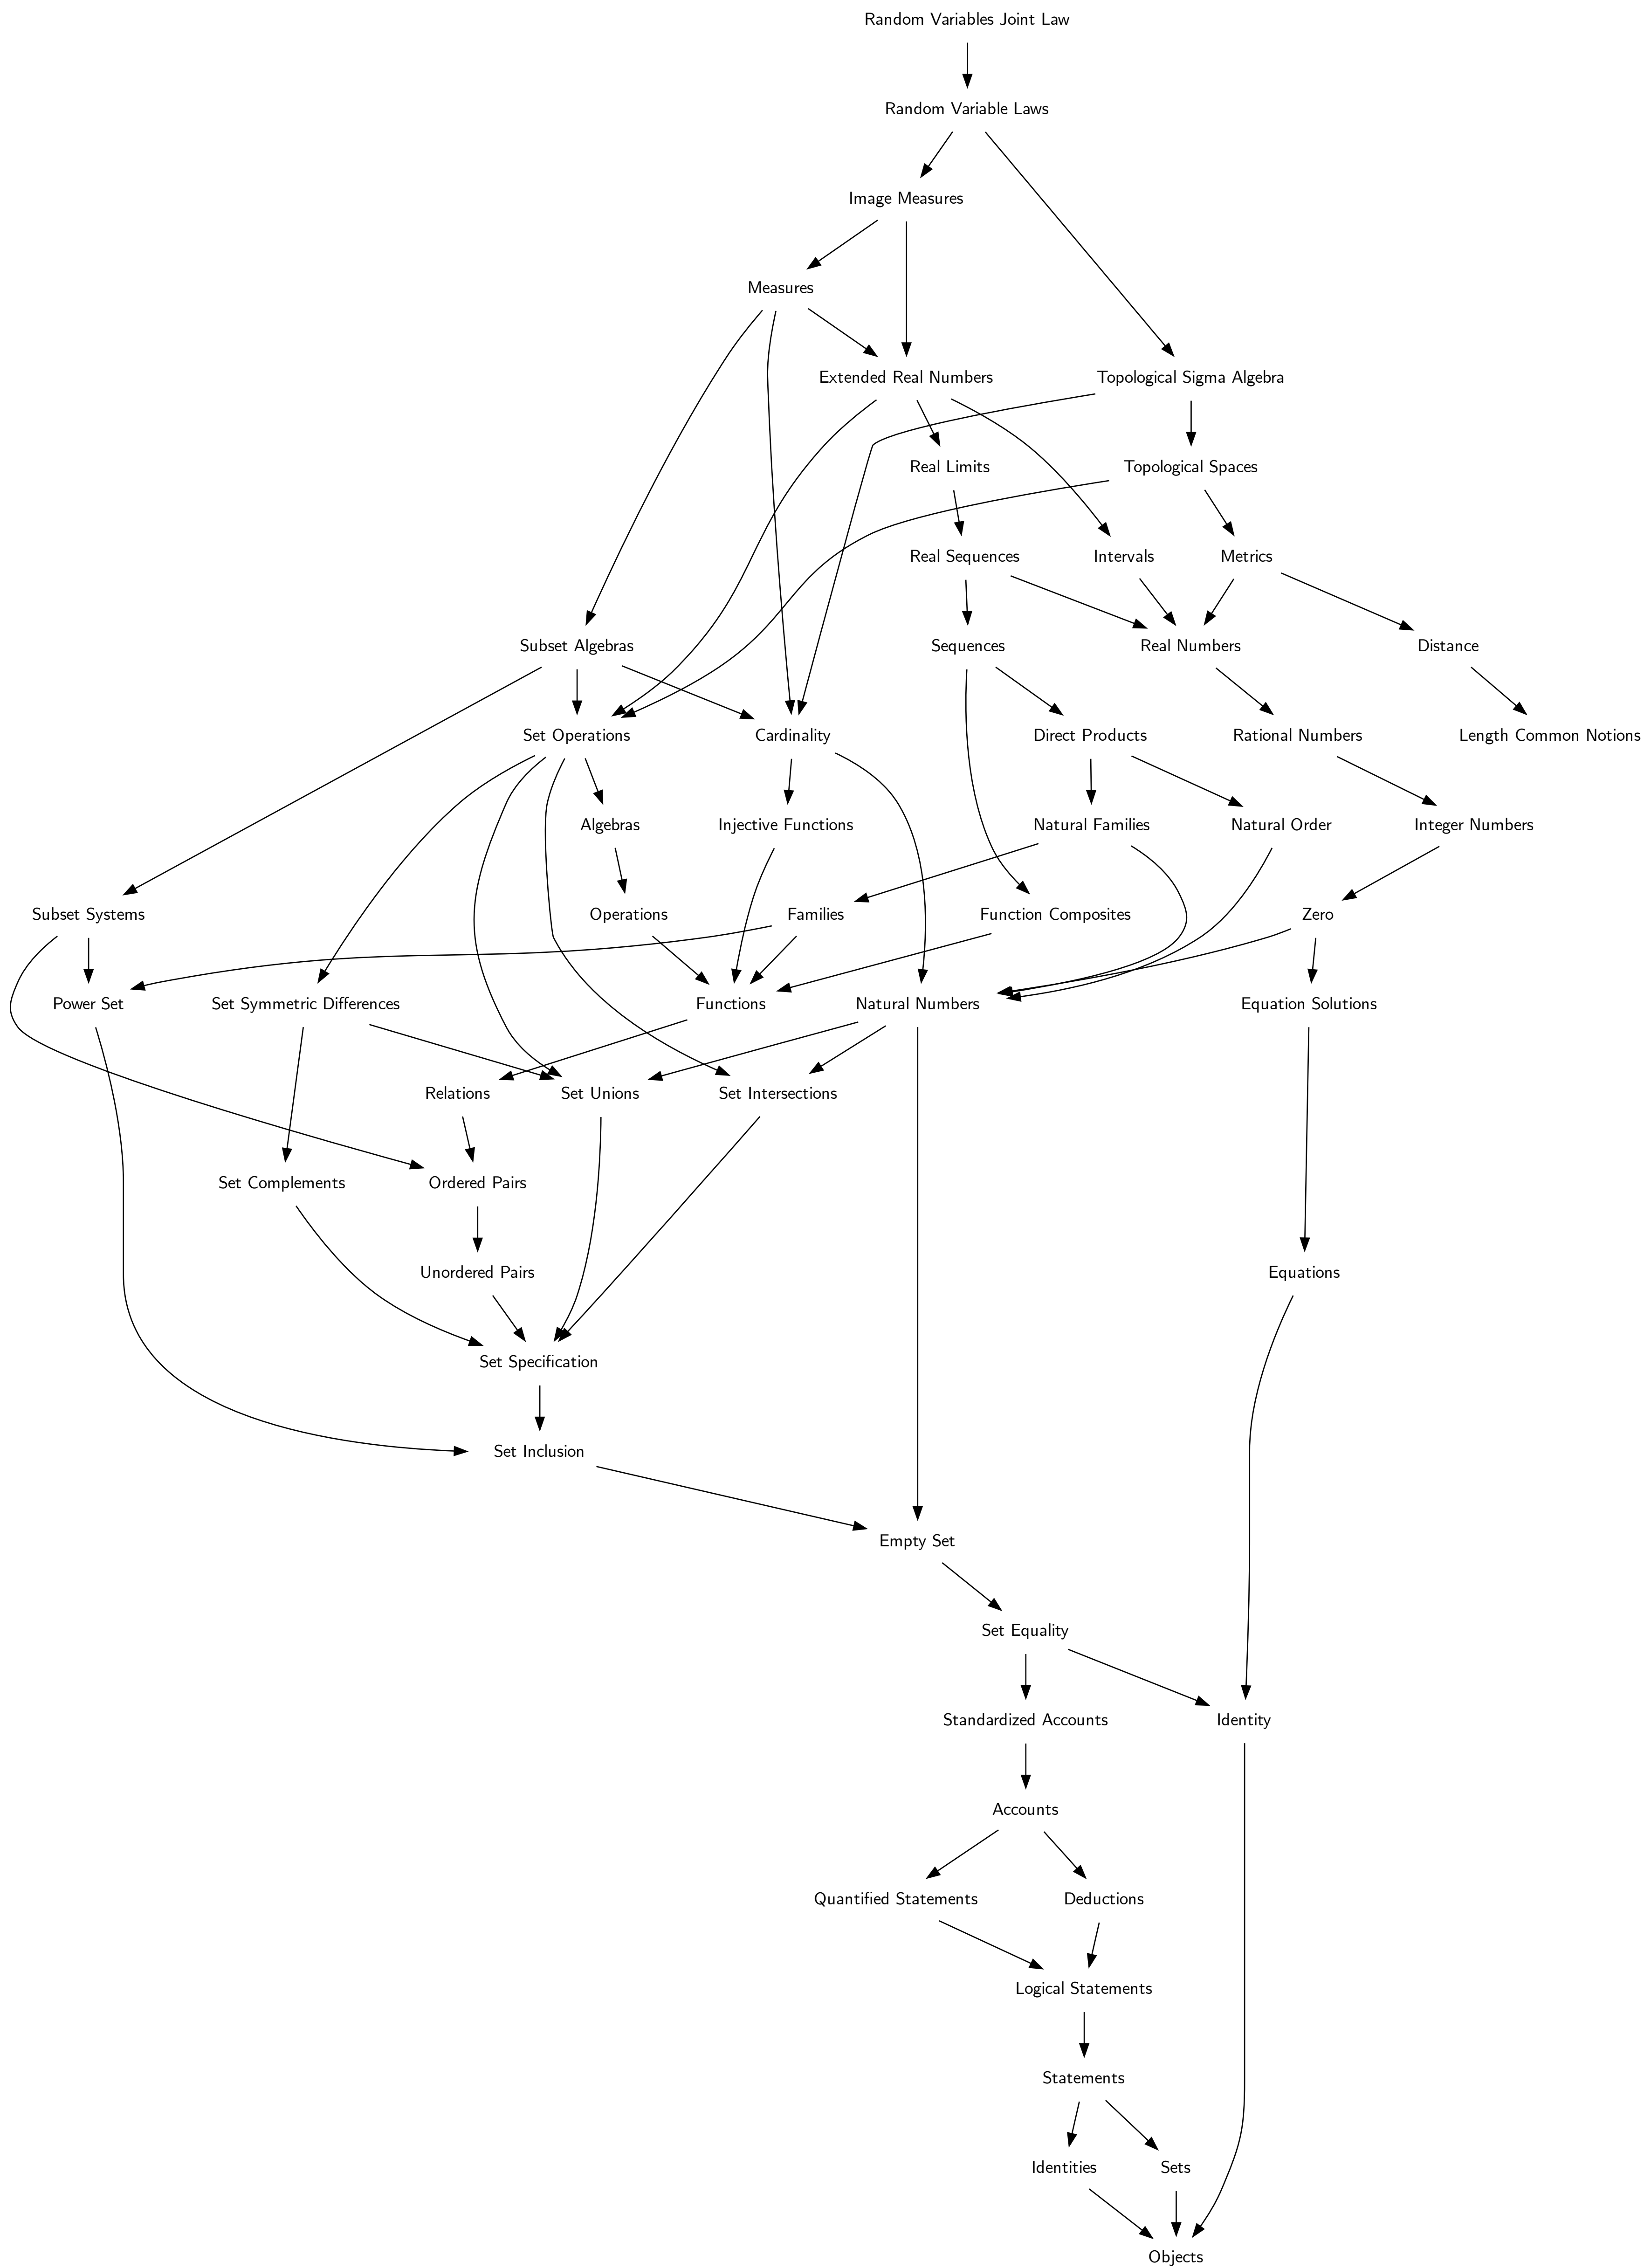 Random Variables Joint Law
Random Variable Laws
Image Measures
Measures
Extended Real Numbers
Topological Sigma Algebra
Real Limits
Topological Spaces
Real Sequences
Intervals
Metrics
Subset Algebras
Sequences
Real Numbers
Distance
Set Operations
Cardinality
Direct Products
Rational Numbers
Length Common Notions
Algebras
Injective Functions
Natural Families
Natural Order
Integer Numbers
Subset Systems
Operations
Families
Function Composites
Zero
Power Set
Set Symmetric Differences
Functions
Natural Numbers
Equation Solutions
Relations
Set Unions
Set Intersections
Set Complements
Ordered Pairs
Unordered Pairs
Equations
Set Specification
Set Inclusion
Empty Set
Set Equality
Standardized Accounts
Identity
Accounts
Quantified Statements
Deductions
Logical Statements
Statements
Identities
Sets
Objects